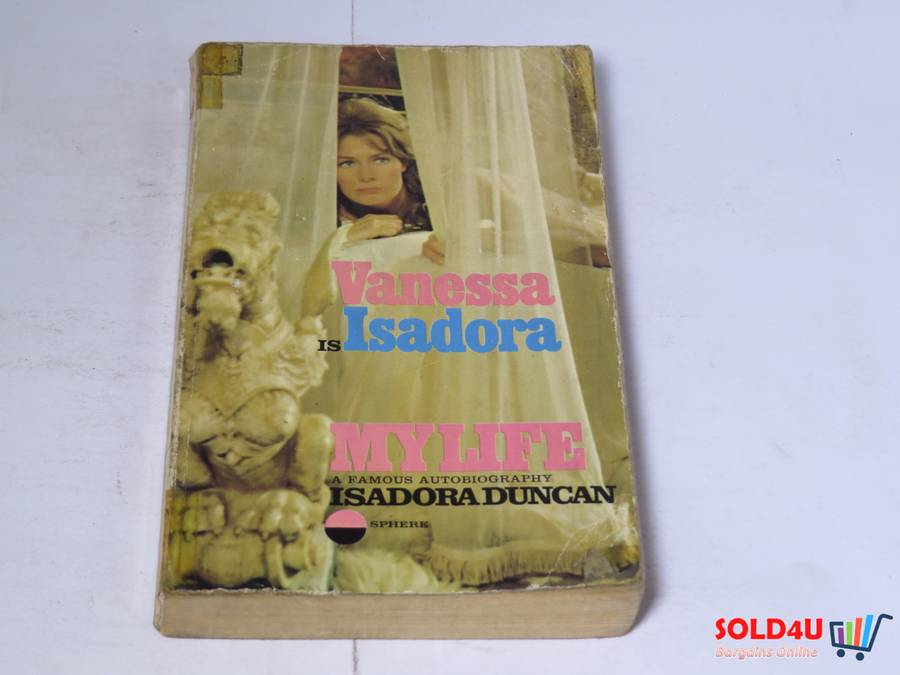 Vanessa
IS Isadora
MY LIFE
A FAMOUS AUTOBIOGRAPHY
ISADORA DUNCAN
SPHERE
SOLD4U
Bargains Online